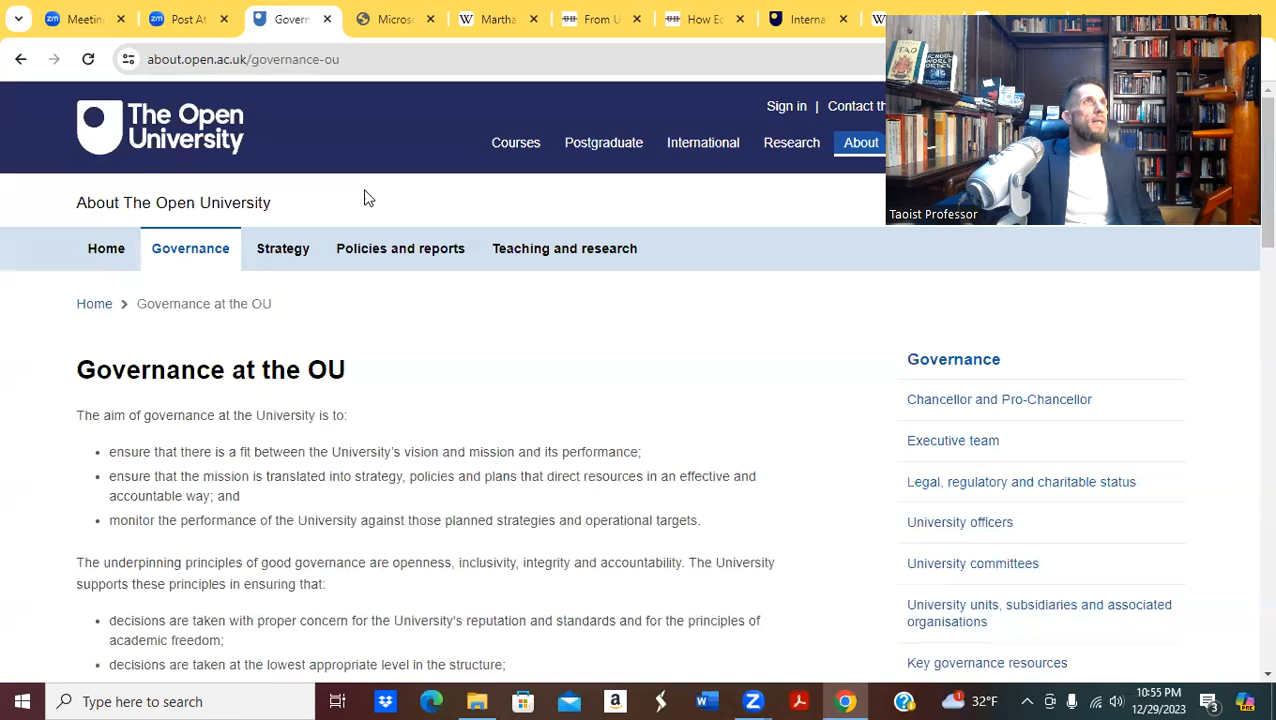 Meetin
Post At
Govern
Micros
Martha
From U
How Ed
Interna
about.open.ac.uk/governance-ou
The Open
University
Sign in | Contact th
Courses
Postgraduate
International
Research
About
TAO
SCHOOL
WORLD
ORDER
Taoist Professor
About The Open University
Home
Governance
Strategy
Policies and reports
Teaching and research
Home > Governance at the OU
Governance at the OU
The aim of governance at the University is to:
• ensure that there is a fit between the University's vision and mission and its performance;
• ensure that the mission is translated into strategy, policies and plans that direct resources in an effective and
accountable way; and
• monitor the performance of the University against those planned strategies and operational targets.
The underpinning principles of good governance are openness, inclusivity, integrity and accountability. The University
supports these principles in ensuring that:
• decisions are taken with proper concern for the University's reputation and standards and for the principles of
academic freedom;
• decisions are taken at the lowest appropriate level in the structure;
Governance
Chancellor and Pro-Chancellor
Executive team
Legal, regulatory and charitable status
University officers
University committees
University units, subsidiaries and associated
organisations
Key governance resources
Type here to search
32°F
10:55 PM
12/29/2023